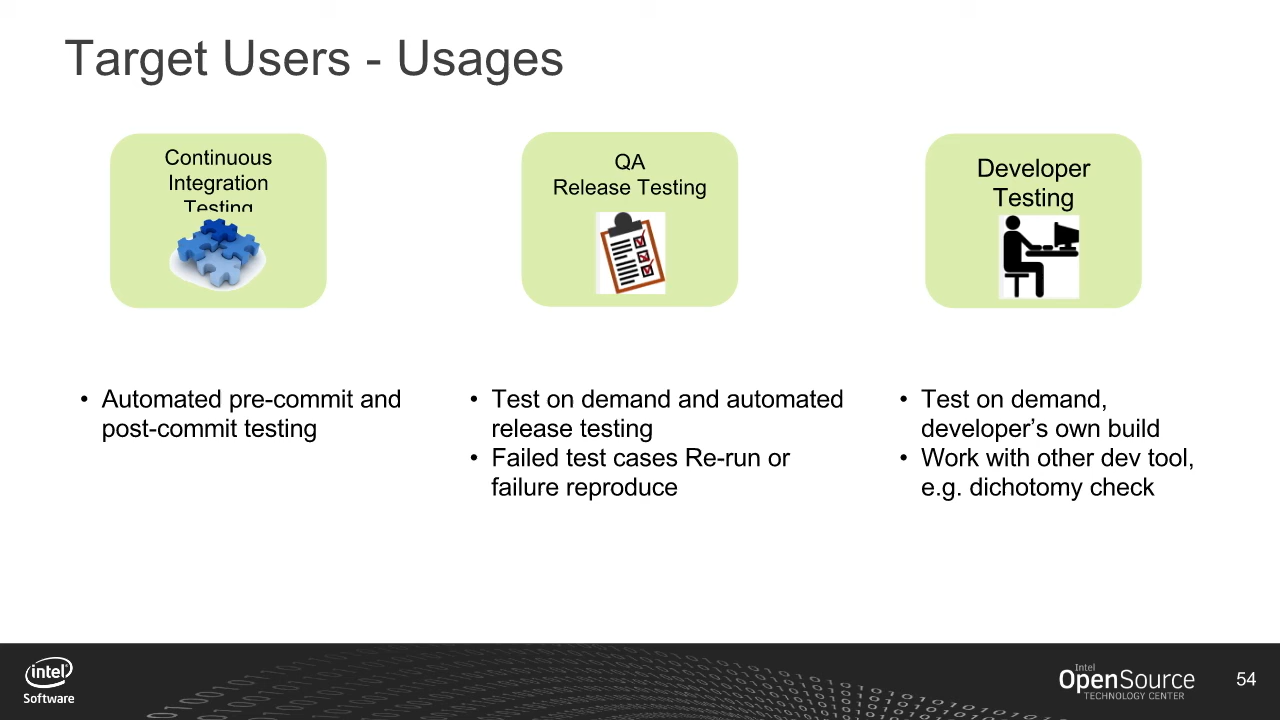 Target Users - Usages
Continuous
Integration
Testing
QA
Release Testing
Developer
Testing
• Automated pre-commit and
post-commit testing
• Test on demand and automated
release testing
• Failed test cases Re-run or
failure reproduce
• Test on demand,
developer’s own build
• Work with other dev tool,
e.g. dichotomy check
intel
Software
Intel
OpenSource
TECHNOLOGY CENTER
54